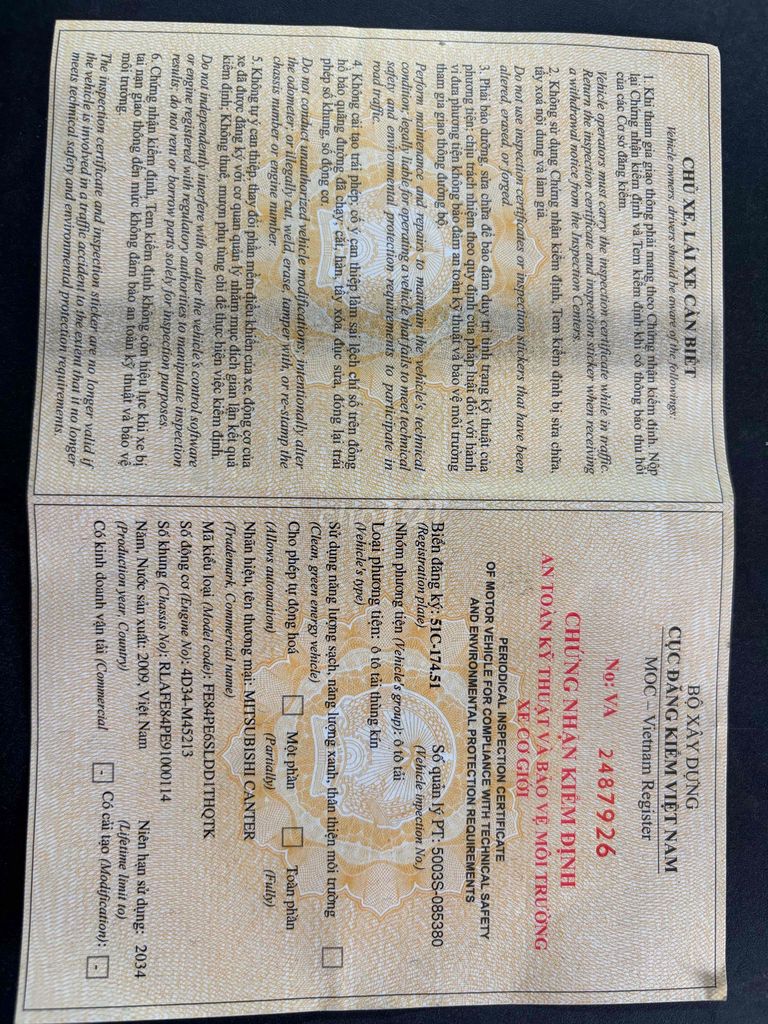 CHỦ XE, LÁI XE CẦN BIẾT
Vehicle owners, drivers should be aware of the followings:
1. Khi tham gia giao thông phải mang theo Chứng nhận kiểm định. Nộp
lại Chứng nhận kiểm định và Tem kiểm định khi có thông báo thu hồi
của các Cơ sở đăng kiểm.
Vehicle operators must carry the inspection certificate while in traffic.
Return the inspection certificate and inspection sticker when receiving
a withdrawal notice from the Inspection Centers.
2. Không sử dụng Chứng nhận kiểm định, Tem kiểm định bị sửa chữa,
tẩy xoá nội dung và làm giả.
Do not use inspection certificates or inspection stickers that have been
altered, erased, or forged.
3. Phải bảo dưỡng, sửa chữa để bảo đảm duy trì tình trạng kỹ thuật của
phương tiện; chịu trách nhiệm theo quy định của pháp luật đối với hành
vi đưa phương tiện không bảo đảm an toàn kỹ thuật và bảo vệ môi trường
tham gia giao thông đường bộ.
Perform maintenance and repairs to maintain the vehicle's technical
condition; legally liable for operating a vehicle that fails to meet technical
safety and environmental protection requirements to participate in
road traffic.
4. Không cải tạo trái phép; cố ý can thiệp làm sai lệch chỉ số trên đồng
hồ báo quãng đường đã chạy; cắt, hàn, tẩy xóa, đục sửa, đóng lại trái
phép số khung, số động cơ.
Do not conduct unauthorized vehicle modifications; intentionally alter
the odometer, or illegally cut, weld, erase, tamper with, or re-stamp the
chassis number or engine number.
5. Không tự ý can thiệp, thay đổi phần mềm điều khiển của xe, động cơ của
xe đã được đăng ký với cơ quan quản lý nhằm mục đích gian lận kết quả
kiểm định; Không thuê, mượn phụ tùng chỉ để thực hiện việc kiểm định.
Do not independently interfere with or alter the vehicle's control software
or engine registered with regulatory authorities to manipulate inspection
results; do not rent or borrow parts solely for inspection purposes.
6. Chứng nhận kiểm định, Tem kiểm định không còn hiệu lực khi xe bị
tai nạn giao thông đến mức không đảm bảo an toàn kỹ thuật và bảo vệ
môi trường.
The inspection certificate and inspection sticker are no longer valid if
the vehicle is involved in a traffic accident to the extent that it no longer
meets technical safety and environmental protection requirements.
BỘ XÂY DỰNG
CỤC ĐĂNG KIỂM VIỆT NAM
MOC – Vietnam Register
No: VA 2487926
CHỨNG NHẬN KIỂM ĐỊNH
AN TOÀN KỸ THUẬT VÀ BẢO VỆ MÔI TRƯỜNG
XE CƠ GIỚI
PERIODICAL INSPECTION CERTIFICATE
OF MOTOR VEHICLE FOR COMPLIANCE WITH TECHNICAL SAFETY
AND ENVIRONMENTAL PROTECTION REQUIREMENTS
Biển đăng ký: 51C-174.51 Số quản lý PT: 5003S-085380
(Registration plate) (Vehicle inpection No.)
Nhóm phương tiện (Vehicle's group): ô tô tải
Loại phương tiện: ô tô tải thùng kín
(Vehicle's type)
Sử dụng năng lượng sạch, năng lượng xanh, thân thiện môi trường
(Clean, green energy vehicle)
Cho phép tự động hoá Một phần Toàn phần
(Allows automation) (Partially) (Fully)
Nhãn hiệu, tên thương mại: MITSUBISHI CANTER
(Trademark, Commercial name)
Mã kiểu loại (Model code): FE84PE6SLDD1THQTK
Số động cơ (Engine No): 4D34-M45213
Số khung (Chassis No): RLAFE84PE91000114
Năm, Nước sản xuất: 2009, Việt Nam Niên hạn sử dụng: 2034
(Production year, Country) (Lifetime limit to)
Có kinh doanh vận tải (Commercial - Có cải tạo (Modification): -